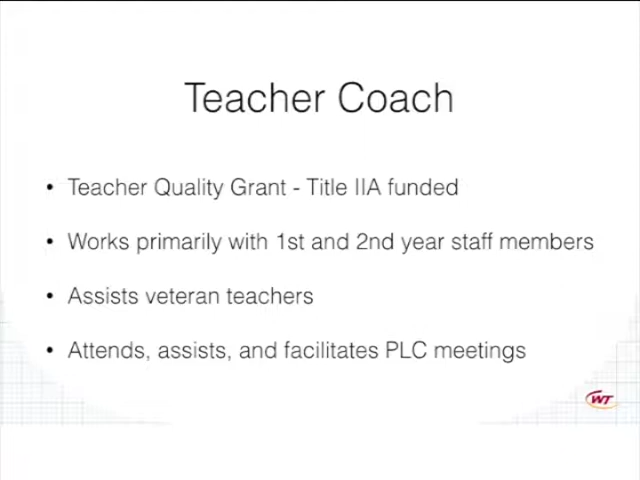 Teacher Coach
• Teacher Quality Grant - Title IIA funded
• Works primarily with 1st and 2nd year staff members
• Assists veteran teachers
• Attends, assists, and facilitates PLC meetings
WT